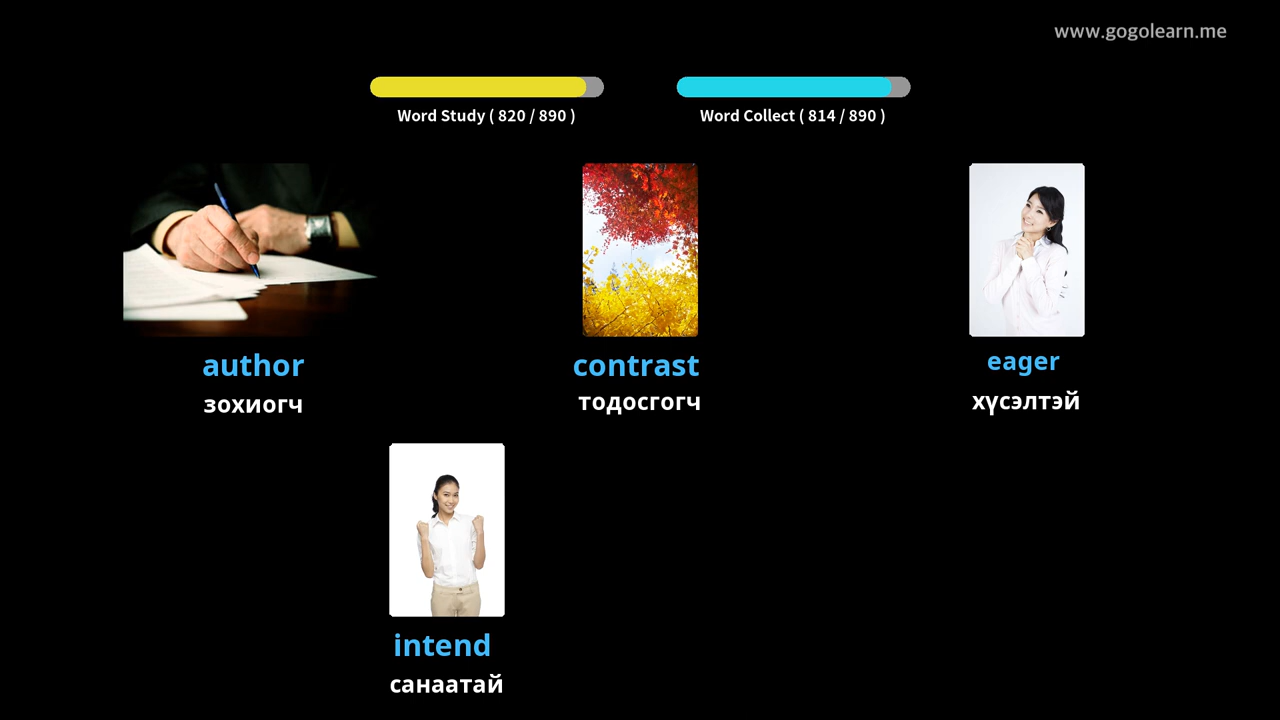 www.gogolearn.me
Word Study ( 820 / 890 )
Word Collect ( 814 / 890 )
author
contrast
eager
зохиогч
тодосгогч
хүсэлтэй
intend
санаатай